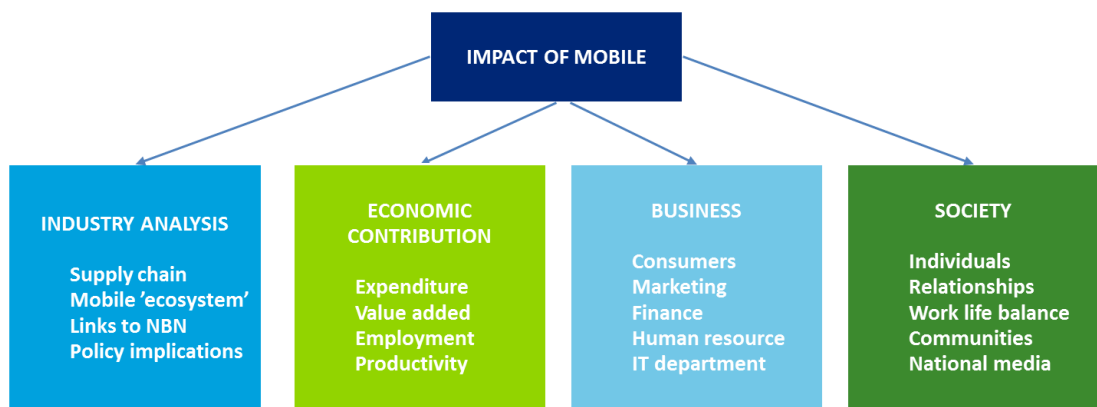 IMPACT OF MOBILE
INDUSTRY ANALYSIS
Supply chain
Mobile ’ecosystem’
Links to NBN
Policy implications
ECONOMIC
CONTRIBUTION
Expenditure
Value added
Employment
Productivity
BUSINESS
Consumers
Marketing
Finance
Human resource
IT department
SOCIETY
Individuals
Relationships
Work life balance
Communities
National media